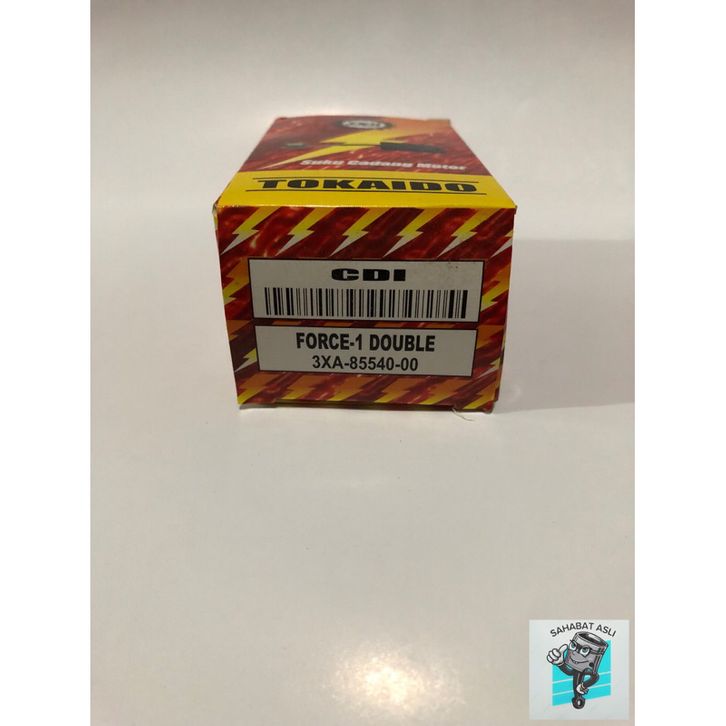 Suku Cadang Motor
TOKAIDO
CDI
FORCE-1 DOUBLE
3XA-85540-00
SAHABAT ASLI